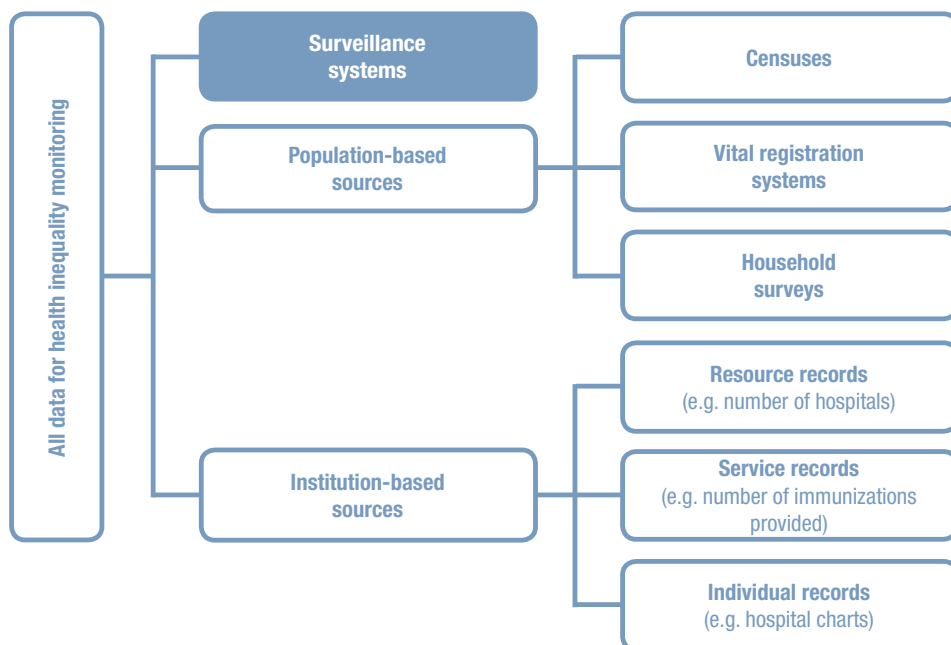 All data for health inequality monitoring
Surveillance
systems
Population-based
sources
Institution-based
sources
Censuses
Vital registration
systems
Household
surveys
Resource records
(e.g. number of hospitals)
Service records
(e.g. number of immunizations
provided)
Individual records
(e.g. hospital charts)